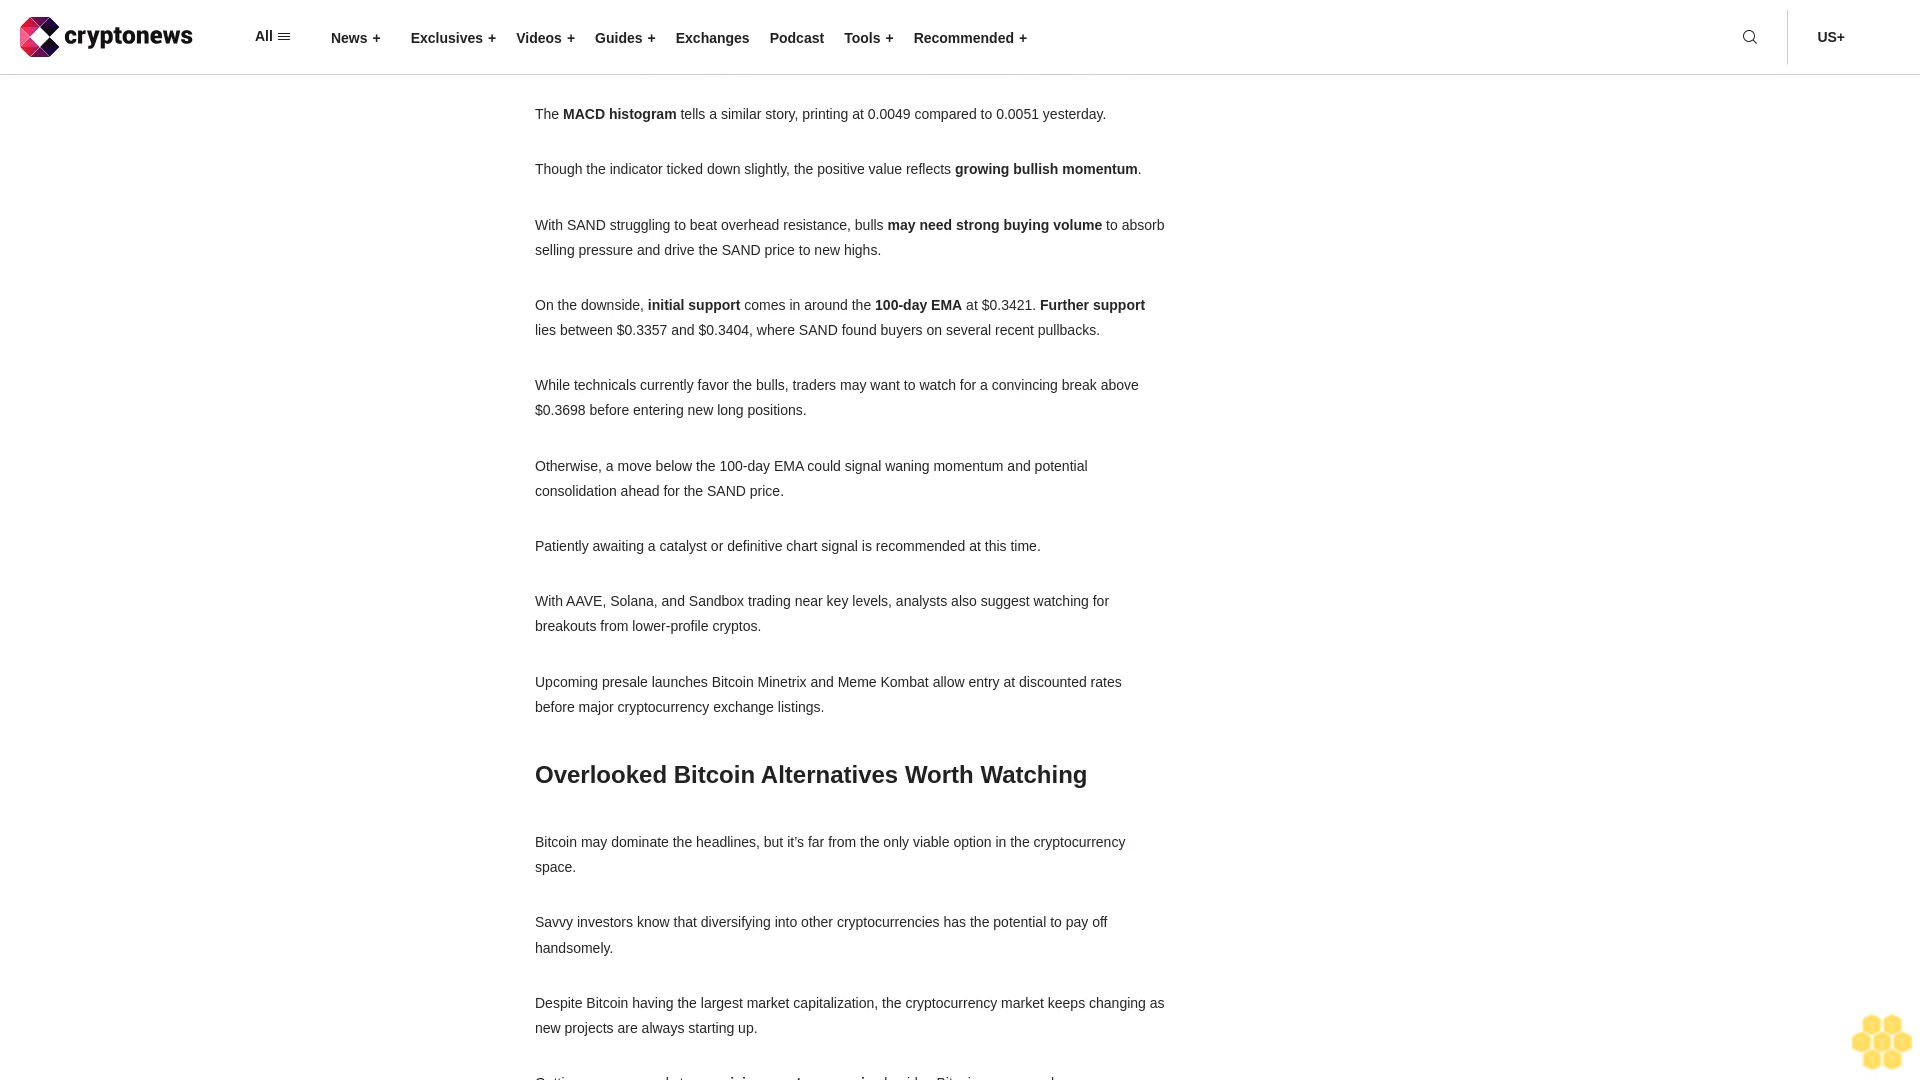 cryptonews
All
News +
Exclusives +
Videos +
Guides +
Exchanges
Podcast
Tools +
Recommended +
US+
The MACD histogram tells a similar story, printing at 0.0049 compared to 0.0051 yesterday.
Though the indicator ticked down slightly, the positive value reflects growing bullish momentum.
With SAND struggling to beat overhead resistance, bulls may need strong buying volume to absorb
selling pressure and drive the SAND price to new highs.
On the downside, initial support comes in around the 100-day EMA at $0.3421. Further support
lies between $0.3357 and $0.3404, where SAND found buyers on several recent pullbacks.
While technicals currently favor the bulls, traders may want to watch for a convincing break above
$0.3698 before entering new long positions.
Otherwise, a move below the 100-day EMA could signal waning momentum and potential
consolidation ahead for the SAND price.
Patiently awaiting a catalyst or definitive chart signal is recommended at this time.
With AAVE, Solana, and Sandbox trading near key levels, analysts also suggest watching for
breakouts from lower-profile cryptos.
Upcoming presale launches Bitcoin Minetrix and Meme Kombat allow entry at discounted rates
before major cryptocurrency exchange listings.
Overlooked Bitcoin Alternatives Worth Watching
Bitcoin may dominate the headlines, but it’s far from the only viable option in the cryptocurrency
space.
Savvy investors know that diversifying into other cryptocurrencies has the potential to pay off
handsomely.
Despite Bitcoin having the largest market capitalization, the cryptocurrency market keeps changing as
new projects are always starting up.